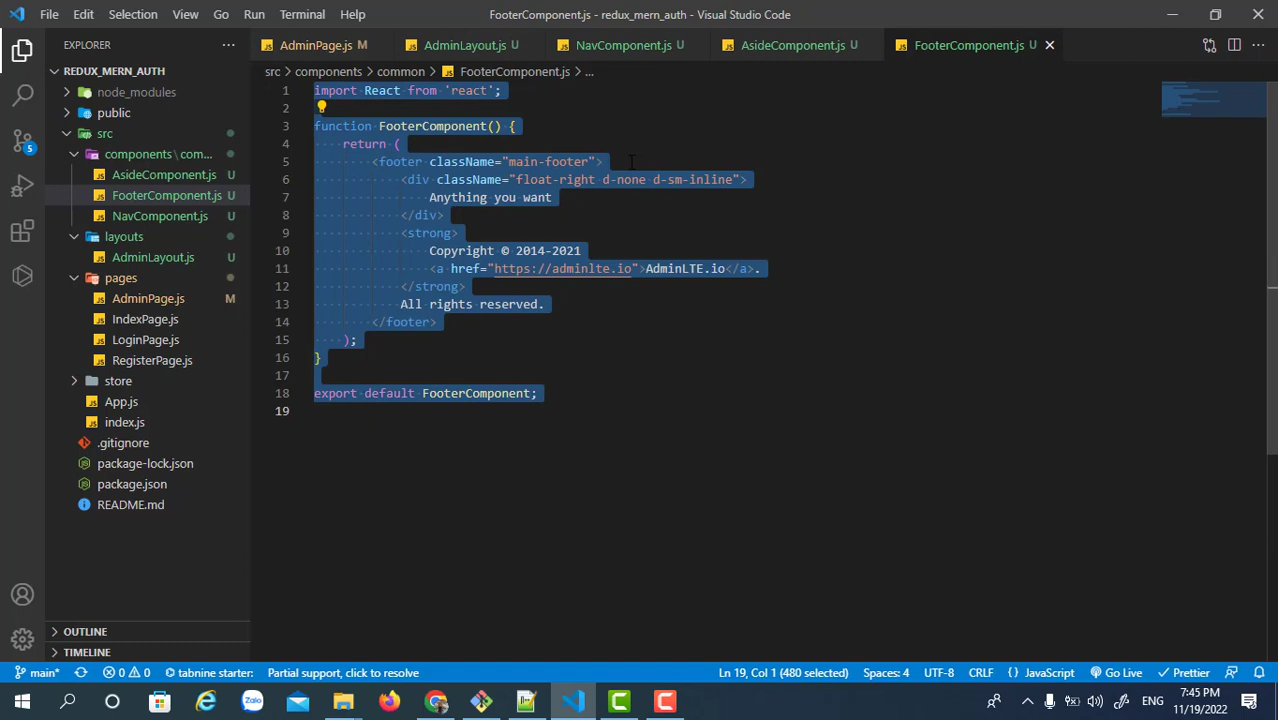 File Edit Selection View Go Run Terminal Help FooterComponent.js - redux_mern_auth - Visual Studio Code
EXPLORER
AdminPage.js M AdminLayout.js U NavComponent.js U AsideComponent.js U FooterComponent.js U
REDUX_MERN_AUTH
node_modules
public
src
components \ com...
AsideComponent.js U
FooterComponent.js U
NavComponent.js U
layouts
AdminLayout.js U
pages
AdminPage.js M
IndexPage.js
LoginPage.js
RegisterPage.js
store
App.js
index.js
.gitignore
package-lock.json
package.json
README.md
OUTLINE
TIMELINE
src > components > common > FooterComponent.js > ...
1 import React from 'react';
2
3 function FooterComponent() {
4 return (
5 <footer className="main-footer">
6 <div className="float-right d-none d-sm-inline">
7 Anything you want
8 </div>
9 <strong>
10 Copyright © 2014-2021
11 <a href="https://adminlte.io">AdminLTE.io</a>.
12 </strong>
13 All rights reserved.
14 </footer>
15 );
16 }
17
18 export default FooterComponent;
19
5
main* 0 0 tabnine starter: Partial support, click to resolve Ln 19, Col 1 (480 selected) Spaces: 4 UTF-8 CRLF { } JavaScript Go Live Prettier
Zalo ENG 7:45 PM
11/19/2022